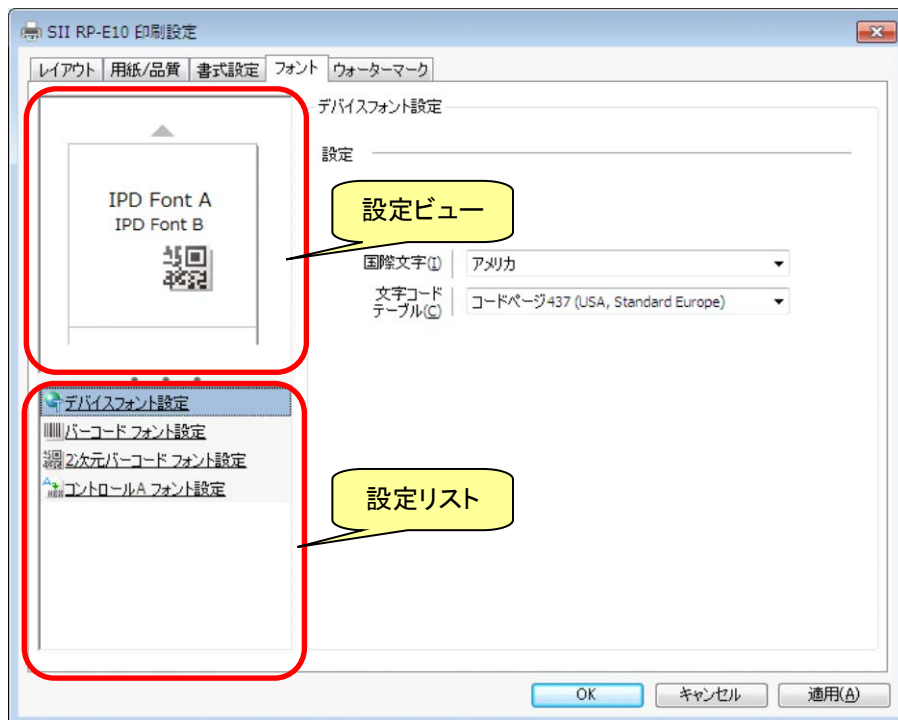 SII RP-E10 印刷設定
レイアウト 用紙/品質 書式設定 フォント ウォーターマーク
デバイスフォント設定
設定
IPD Font A
IPD Font B
設定ビュー
国際文字(I) アメリカ
文字コード
テーブル(C) コードページ437 (USA, Standard Europe)
デバイスフォント設定
バーコード フォント設定
2次元バーコード フォント設定
コントロールA フォント設定
設定リスト
OK キャンセル 適用(A)